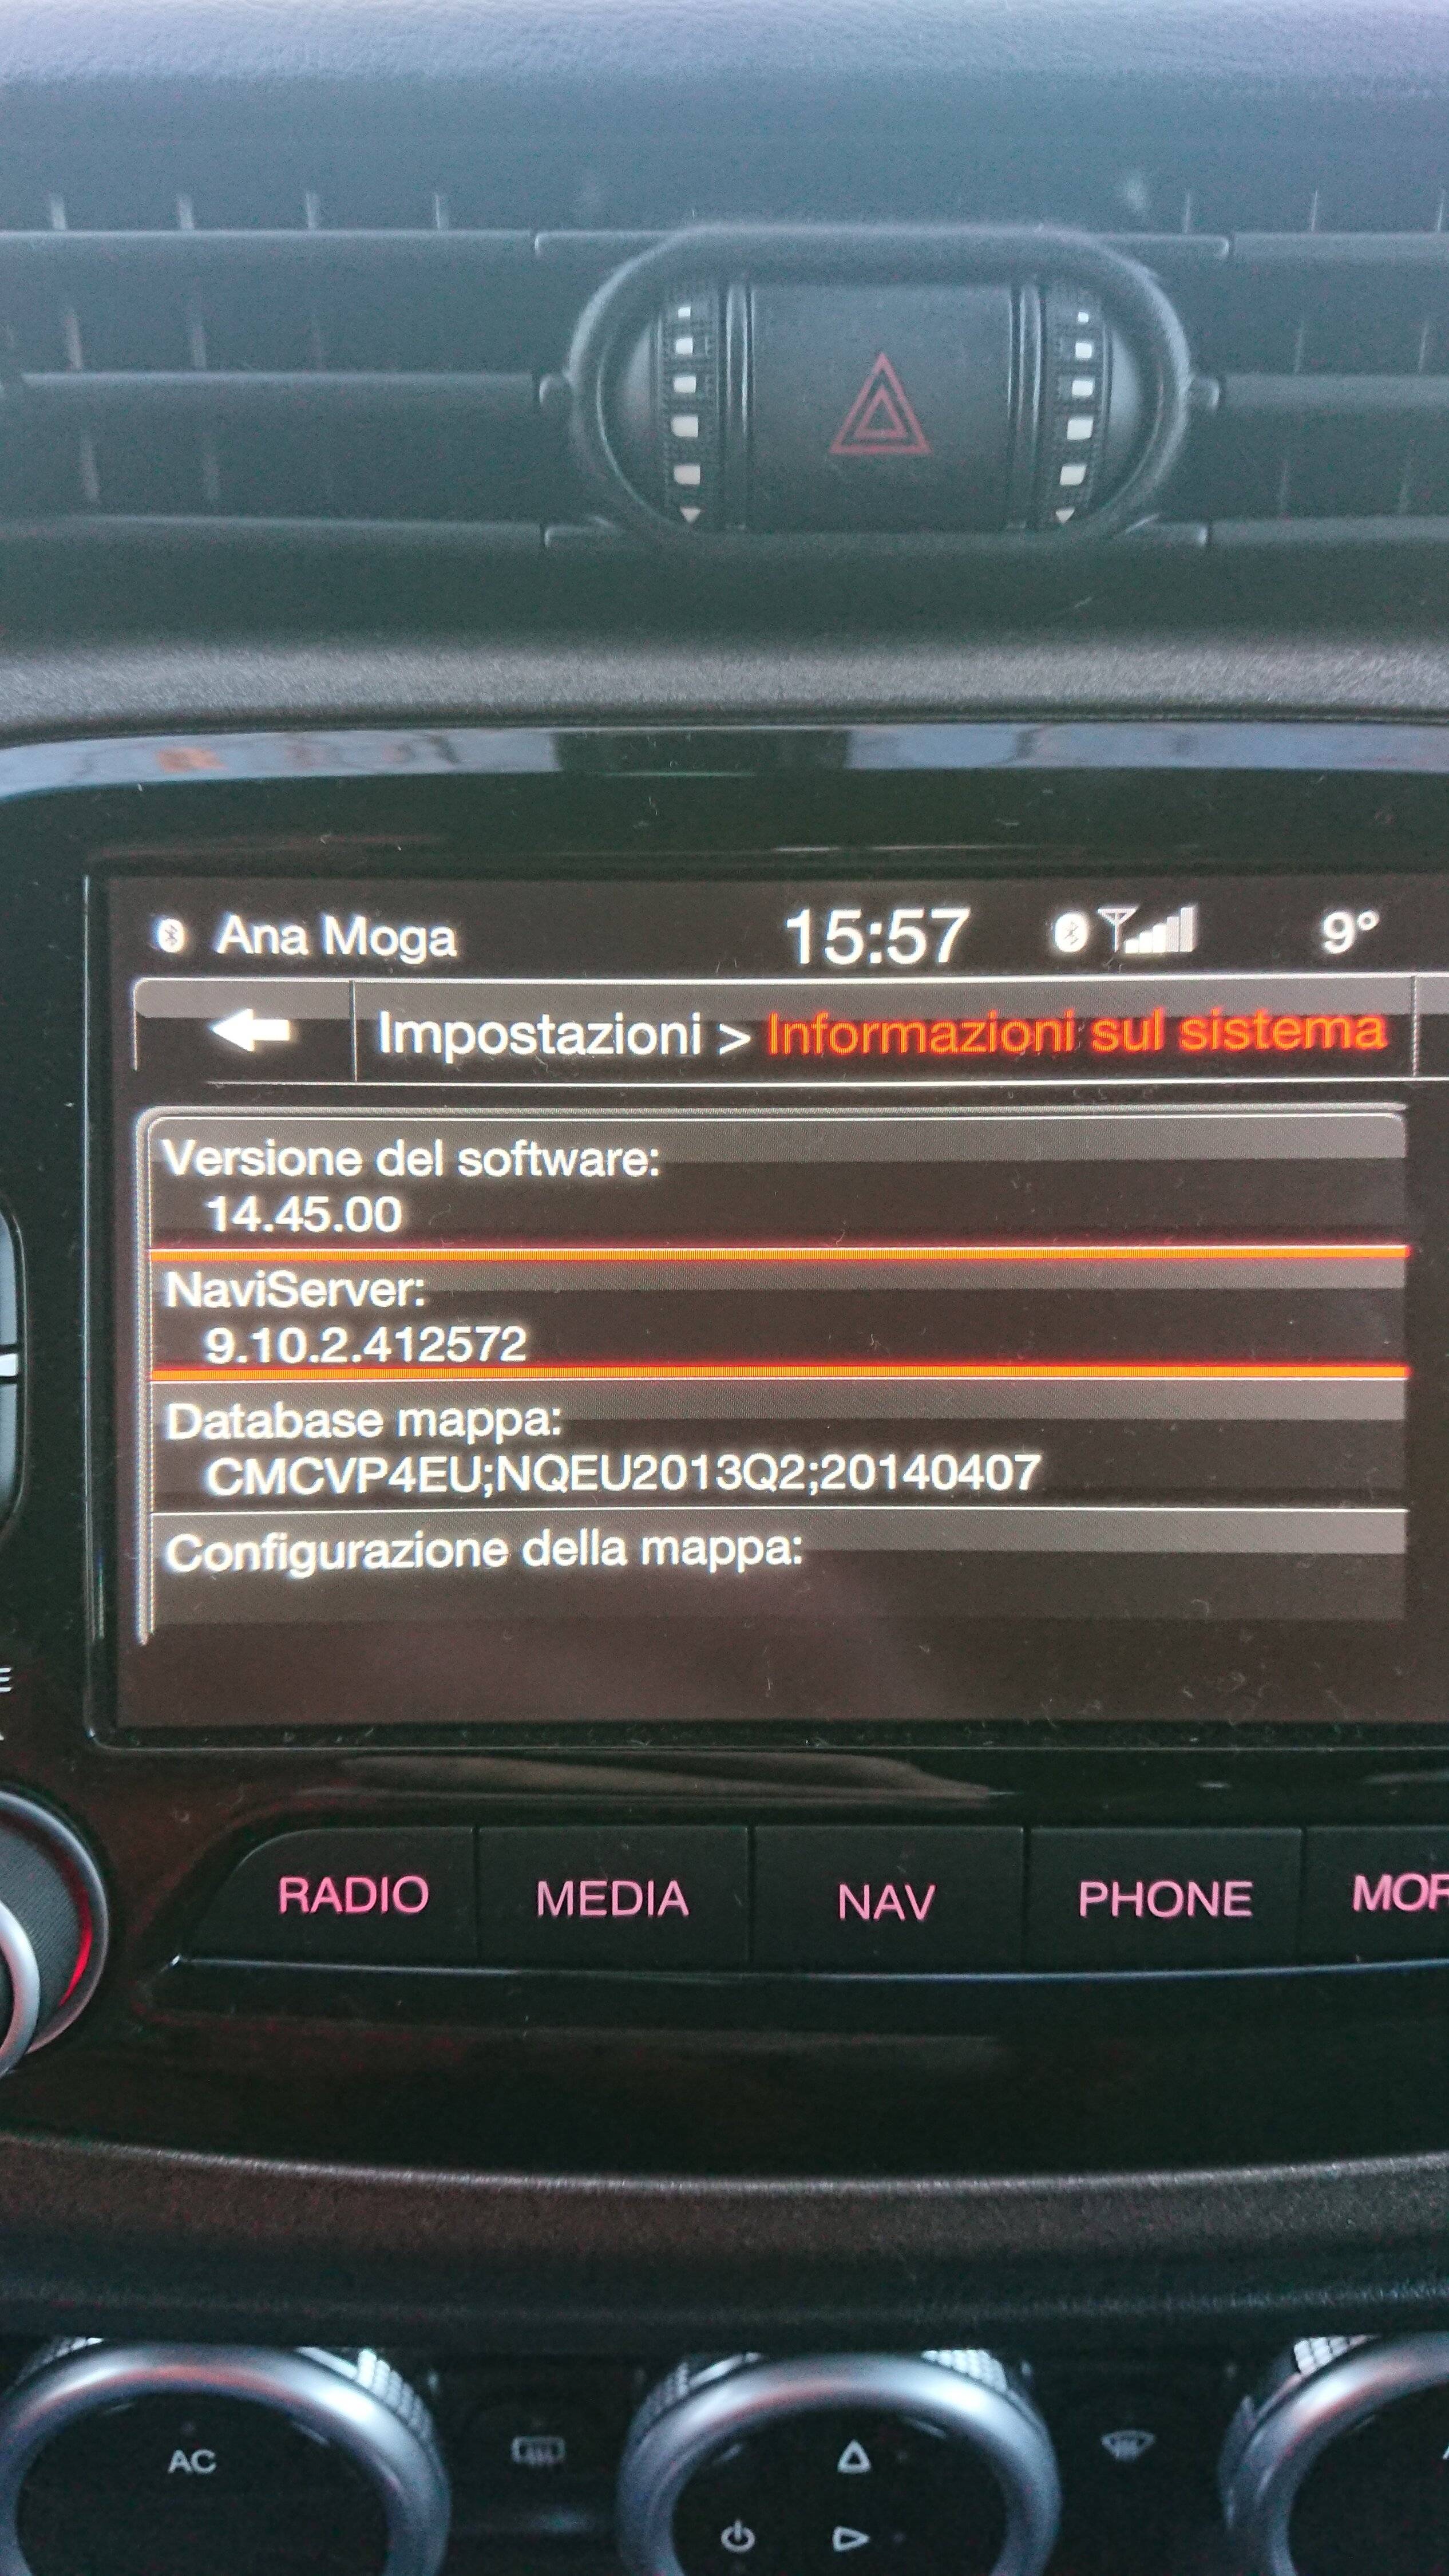 Ana Moga 15:57 9°
Impostazioni > Informazioni sul sistema
Versione del software:
14.45.00
NaviServer:
9.10.2.412572
Database mappa:
CMCVP4EU;NQEU2013Q2;20140407
Configurazione della mappa:
RADIO MEDIA NAV PHONE
AC